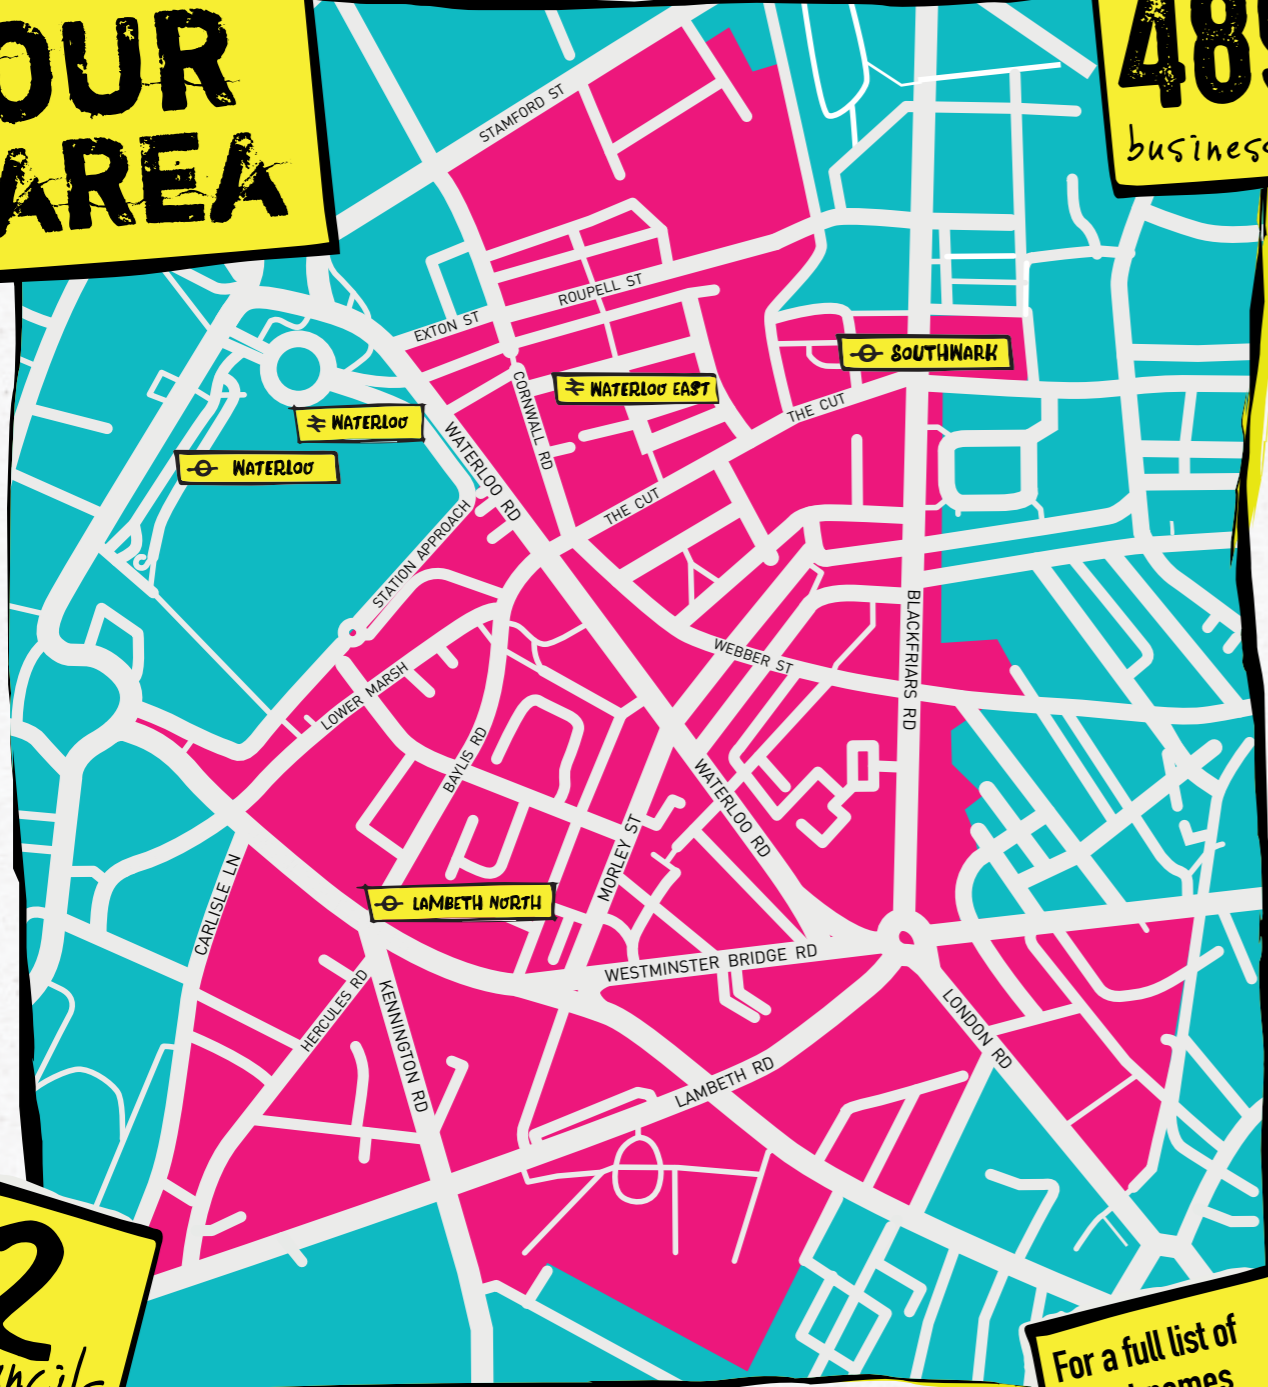 OUR
AREA
48
STAMFORD ST
ROUPELL ST
EXTON ST
SOUTHWARK
WATERLOO EAST
CORNWALL RD
THE CUT
WATERLOO
WATERLOO RD
WATERLOO
THE CUT
STATION APPROACH
BLACKFRIARS RD
WEBBER ST
LOWER MARSH
BAYLIS RD
WATERLOO RD
MORLEY ST
CARLISLE LN
LAMBETH NORTH
WESTMINSTER BRIDGE RD
HERCULES RD
KENNINGTON RD
LONDON RD
LAMBETH RD
2
For a full list of